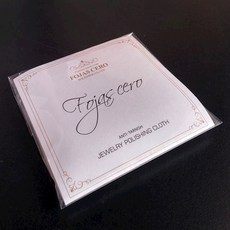 FOJAS CERO
Fojas cero
ANTI TARNISH
JEWELRY POLISHING CLOTH